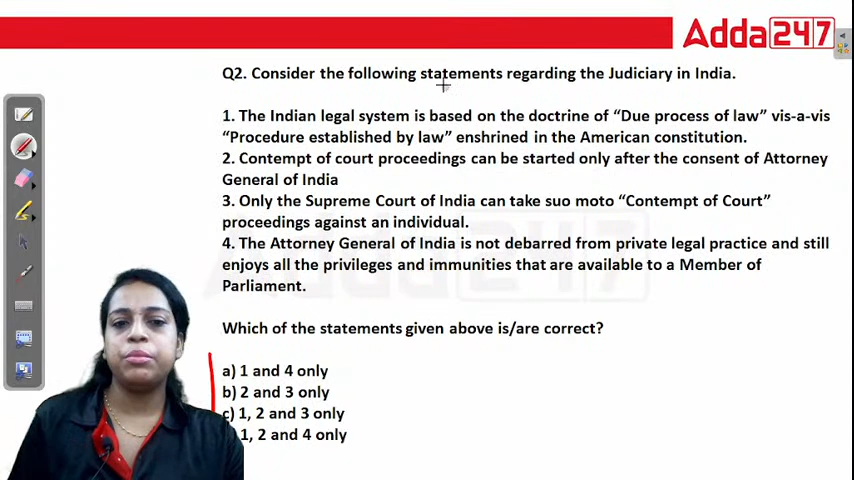 Adda247
Q2. Consider the following statements regarding the Judiciary in India.
1. The Indian legal system is based on the doctrine of “Due process of law” vis-a-vis
“Procedure established by law” enshrined in the American constitution.
2. Contempt of court proceedings can be started only after the consent of Attorney
General of India
3. Only the Supreme Court of India can take suo moto “Contempt of Court”
proceedings against an individual.
4. The Attorney General of India is not debarred from private legal practice and still
enjoys all the privileges and immunities that are available to a Member of
Parliament.
Which of the statements given above is/are correct?
a) 1 and 4 only
b) 2 and 3 only
c) 1, 2 and 3 only
1, 2 and 4 only